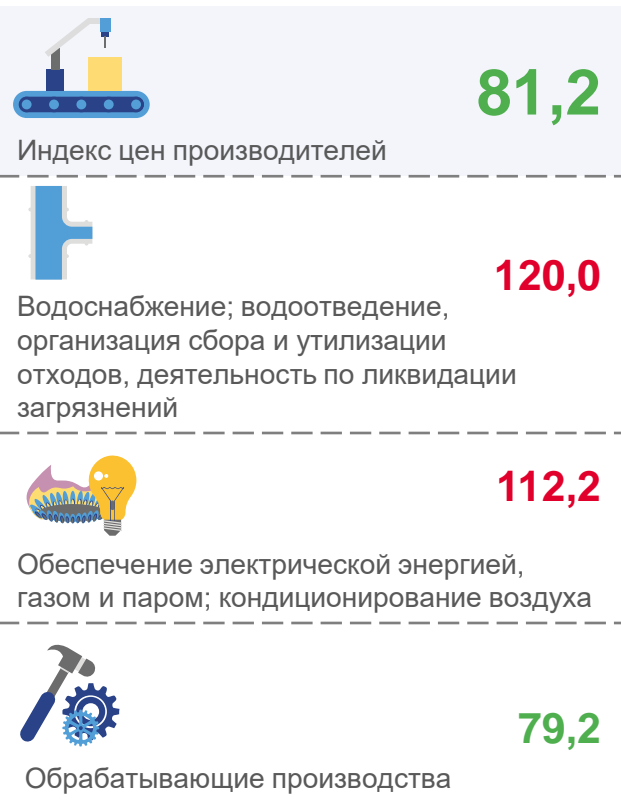 81,2
Индекс цен производителей
120,0
Водоснабжение; водоотведение,
организация сбора и утилизации
отходов, деятельность по ликвидации
загрязнений
112,2
Обеспечение электрической энергией,
газом и паром; кондиционирование воздуха
79,2
Обрабатывающие производства